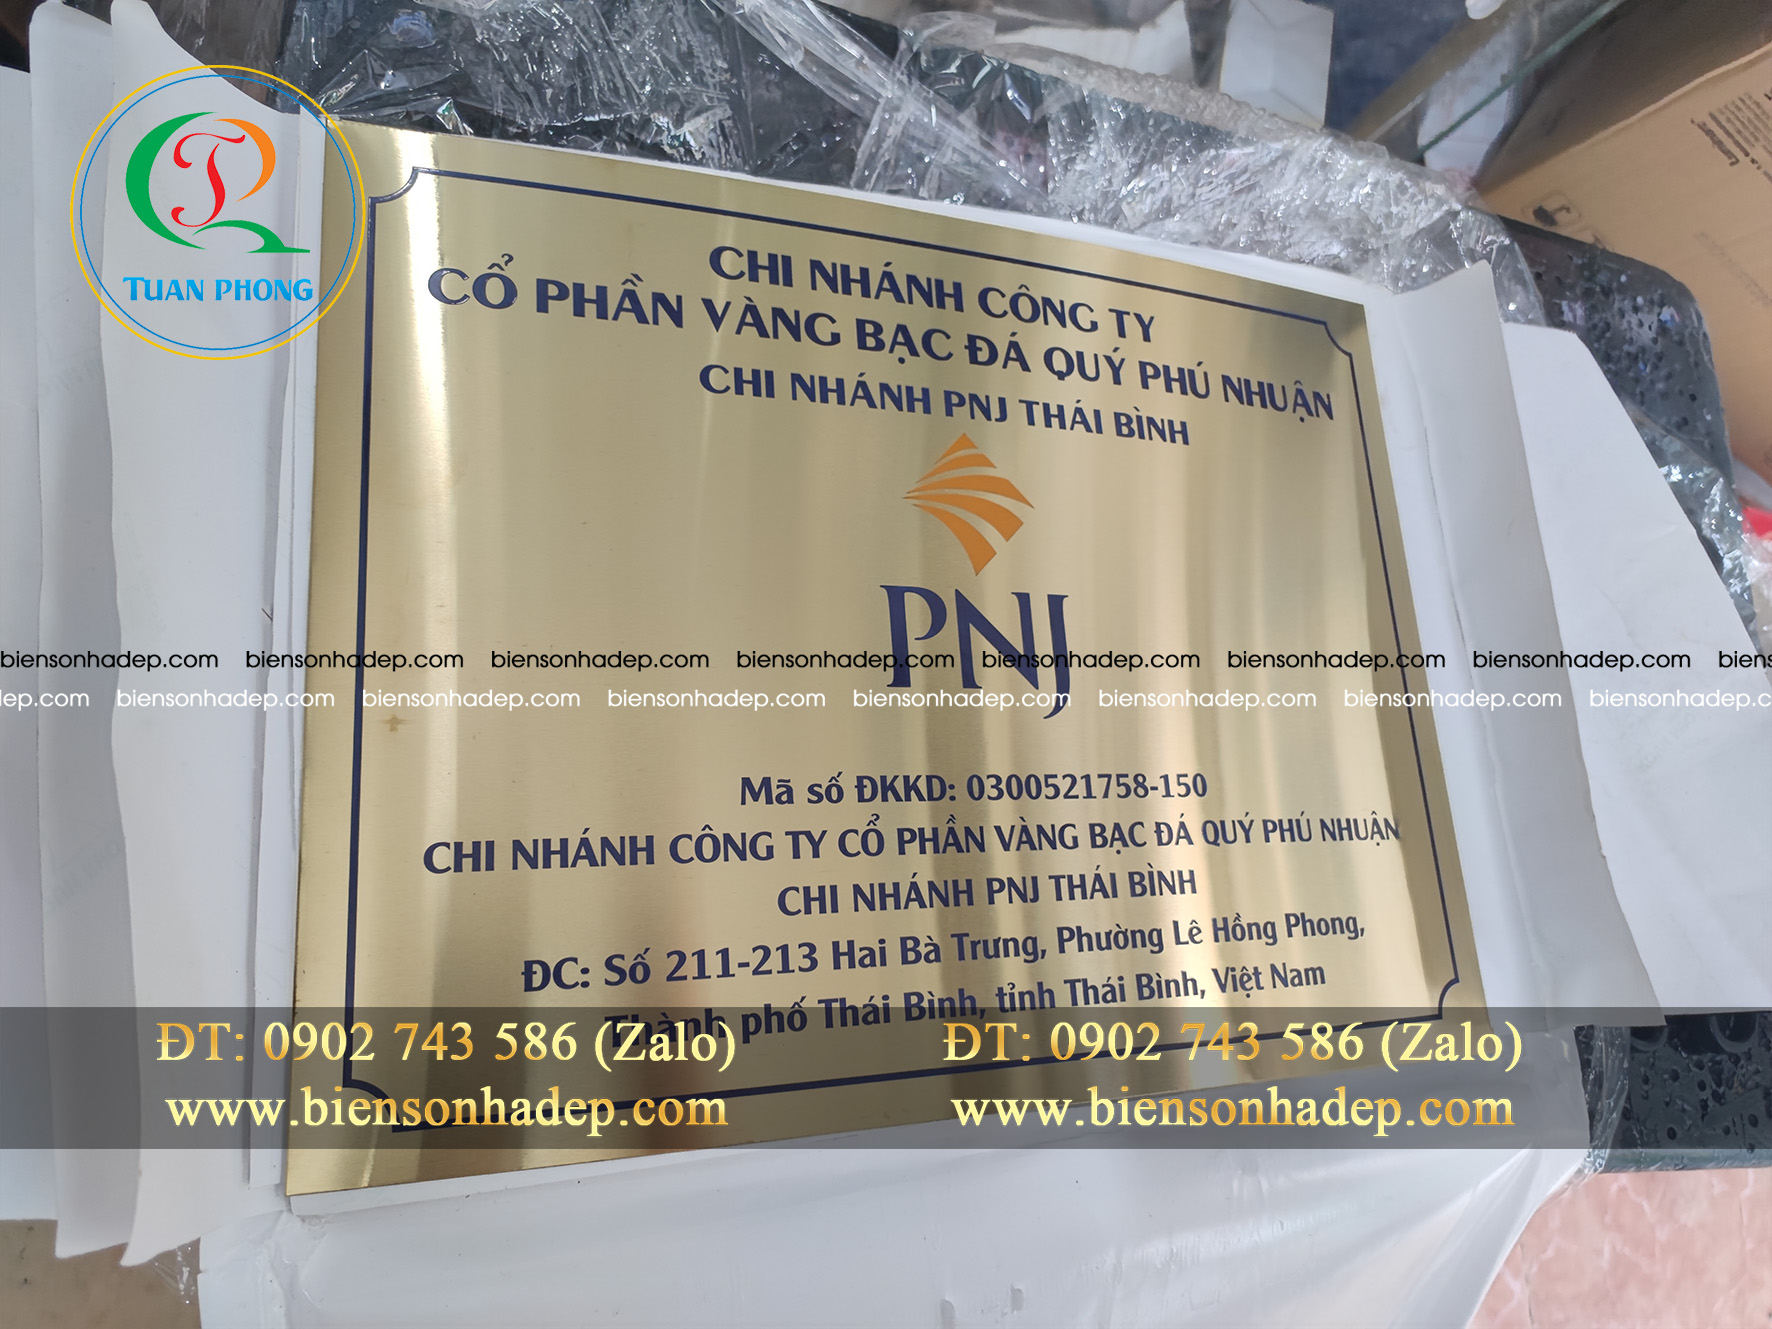 TUAN PHONG
CHI NHÁNH CÔNG TY
CỔ PHẦN VÀNG BẠC ĐÁ QUÝ PHÚ NHUẬN
CHI NHÁNH PNJ THÁI BÌNH
PNJ
biensonhadep.com biensonhadep.com biensonhadep.com biensonhadep.com biensonhadep.com biensonhadep.com biensonhadep.com biens
ep.com biensonhadep.com biensonhadep.com biensonhadep.com biensonhadep.com biensonhadep.com biensonhadep.com biensonhadep.c
Mã số ĐKKD: 0300521758-150
CHI NHÁNH CÔNG TY CỔ PHẦN VÀNG BẠC ĐÁ QUÝ PHÚ NHUẬN
CHI NHÁNH PNJ THÁI BÌNH
ĐC: Số 211-213 Hai Bà Trưng, Phường Lê Hồng Phong,
Thành phố Thái Bình, tỉnh Thái Bình, Việt Nam
ĐT: 0902 743 586 (Zalo) ĐT: 0902 743 586 (Zalo)
www.biensonhadep.com www.biensonhadep.com